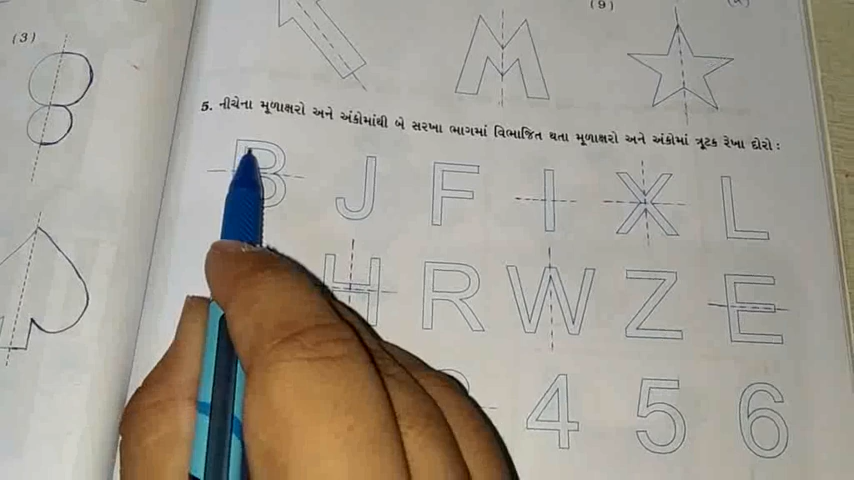 (3)
(9)
M
5. નીચેના મૂળાક્ષરો અને અંકોમાંથી બે સરખા ભાગમાં વિભાજિત થતા મૂળાક્ષરો અને અંકોમાં ત્રૂટક રેખા દોરો :
B J F I X L
H R W Z E
4 5 6